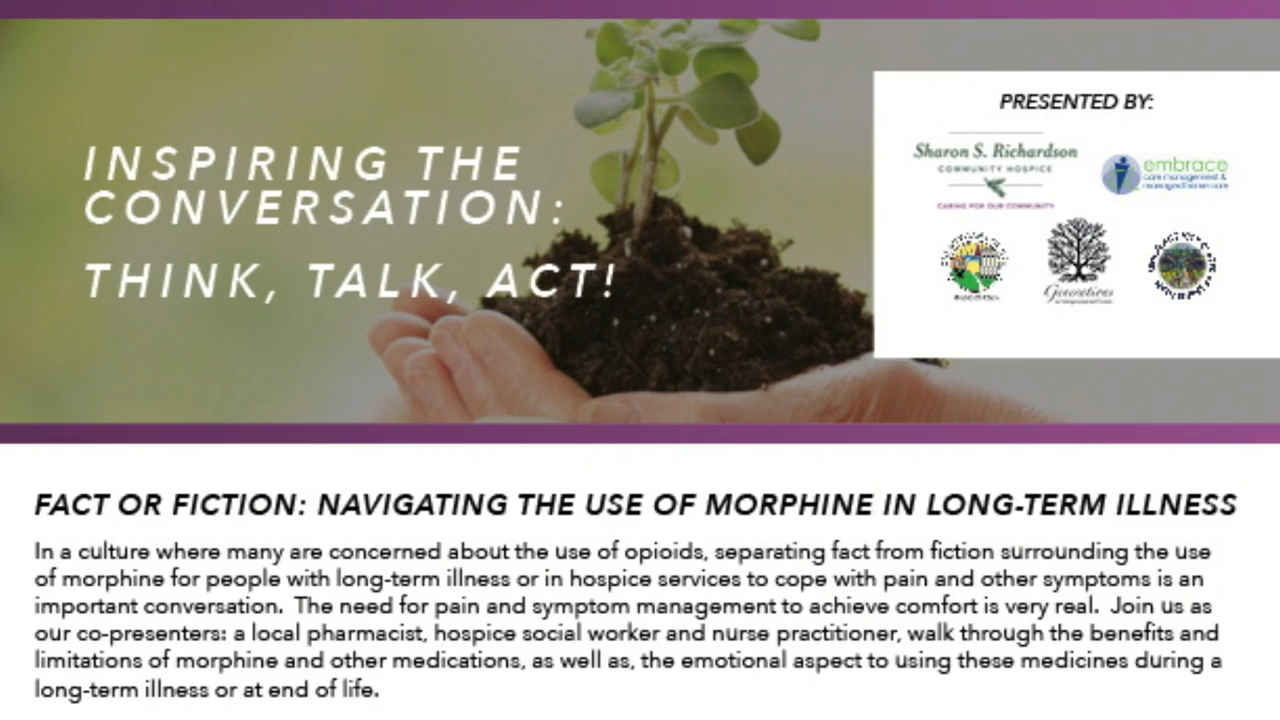 INSPIRING THE
CONVERSATION:
THINK, TALK, ACT!
PRESENTED BY:
Sharon S. Richardson
COMMUNITY HOSPICE
CARING FOR OUR COMMUNITY
embrace
care management &
Generations
FACT OR FICTION: NAVIGATING THE USE OF MORPHINE IN LONG-TERM ILLNESS
In a culture where many are concerned about the use of opioids, separating fact from fiction surrounding the use
of morphine for people with long-term illness or in hospice services to cope with pain and other symptoms is an
important conversation.  The need for pain and symptom management to achieve comfort is very real.  Join us as
our co-presenters: a local pharmacist, hospice social worker and nurse practitioner, walk through the benefits and
limitations of morphine and other medications, as well as, the emotional aspect to using these medicines during a
long-term illness or at end of life.